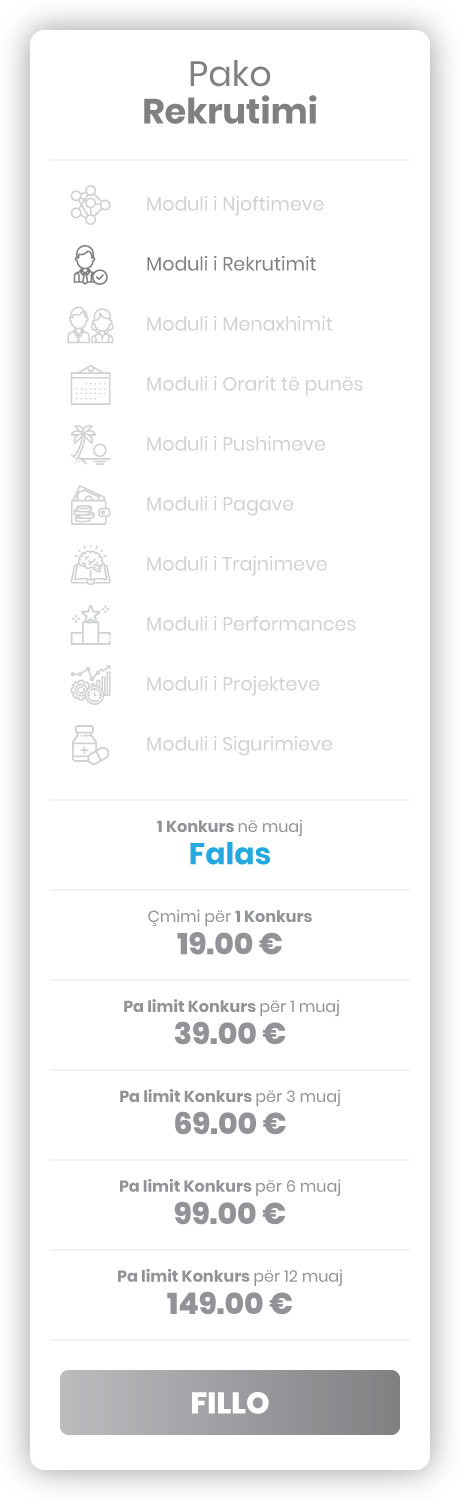 Pako
Rekrutimi
Moduli i Njoftimeve
Moduli i Rekrutimit
Moduli i Menaxhimit
Moduli i Orarit të punës
Moduli i Pushimeve
Moduli i Pagave
Moduli i Trajnimeve
Moduli i Performances
Moduli i Projekteve
Moduli i Sigurimieve
1 Konkurs në muaj
Falas
Çmimi për 1 Konkurs
19.00 €
Pa limit Konkurs për 1 muaj
39.00 €
Pa limit Konkurs për 3 muaj
69.00 €
Pa limit Konkurs për 6 muaj
99.00 €
Pa limit Konkurs për 12 muaj
149.00 €
FILLO